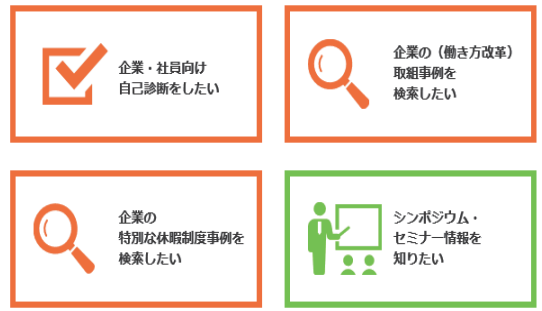 企業・社員向け
自己診断をしたい
企業の（働き方改革）
取組事例を
検索したい
企業の
特別な休暇制度事例を
検索したい
シンポジウム・
セミナー情報を
知りたい